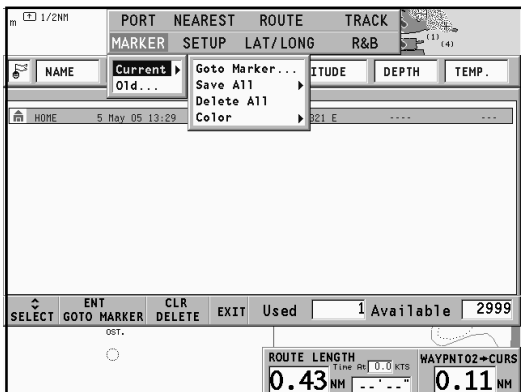 m 1/2NM
PORT NEAREST ROUTE TRACK
MARKER SETUP LAT/LONG R&B
(1)
(4)
NAME ITUDE DEPTH TEMP.
Current Goto Marker...
Old... Save All
Delete All
Color
HOME 5 May 05 13:29 321 E ---- ---
SELECT ENT GOTO MARKER CLR DELETE EXIT Used 1 Available 2999
OST.
ROUTE LENGTH Time At 0.0 KTS WAYPNT02→CURS
0.43 NM --'--" 0.11 NM